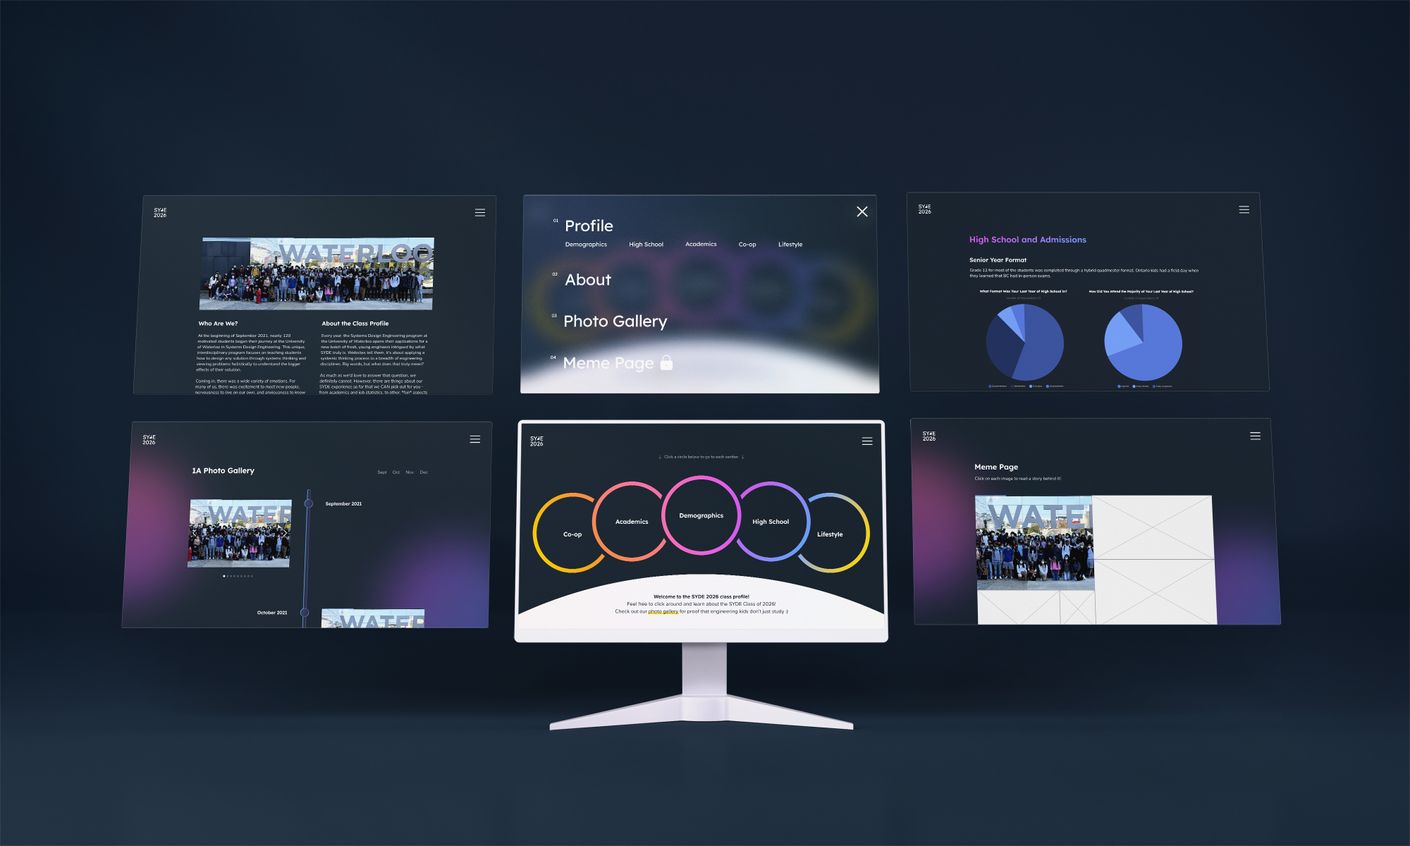 SYDE
2026
WATERLOO
Who Are We?
At the beginning of September 2021, nearly 120
motivated students began their journey at the University
of Waterloo in Systems Design Engineering. This unique,
interdisciplinary program focuses on teaching students
how to design any solution through systems thinking and
viewing problems holistically to understand the bigger
effects of their solution.
Coming in, there was a wide variety of emotions. For
many of us, there was excitement to meet new people,
nervousness to live on our own, and anxiousness to know
About the Class Profile
Every year, the Systems Design Engineering program at
the University of Waterloo opens their applications for a
new batch of fresh, young engineers intrigued by what
SYDE truly is. Websites tell them, it's about applying a
systemic thinking process to a breadth of engineering
disciplines. Big words, but what does that truly mean?
As much as we'd love to answer that question, we
definitely cannot. However, there are things about our
SYDE experience so far that we CAN pick out for you -
from academics and job statistics, to other, *fun* aspects
01
Profile
Demographics High School Academics Co-op Lifestyle
02
About
03
Photo Gallery
04
Meme Page
SYDE
2026
High School and Admissions
Senior Year Format
Grade 12 for most of the students was completed through a hybrid quadmester format. Ontario kids had a field day when
they learned that BC had in-person exams.
What Format Was Your Last Year of High School In?
How Did You Attend the Majority of Your Last Year of High School?
SYDE
2026
1A Photo Gallery
Sept Oct Nov Dec
September 2021
WATER
October 2021
WATER
SYDE
2026
↓ Click a circle below to go to each section ↓
Co-op
Academics
Demographics
High School
Lifestyle
Welcome to the SYDE 2026 class profile!
Feel free to click around and learn about the SYDE Class of 2026!
Check out our photo gallery for proof that engineering kids don't just study :)
SYDE
2026
Meme Page
Click on each image to read a story behind it!
WATE